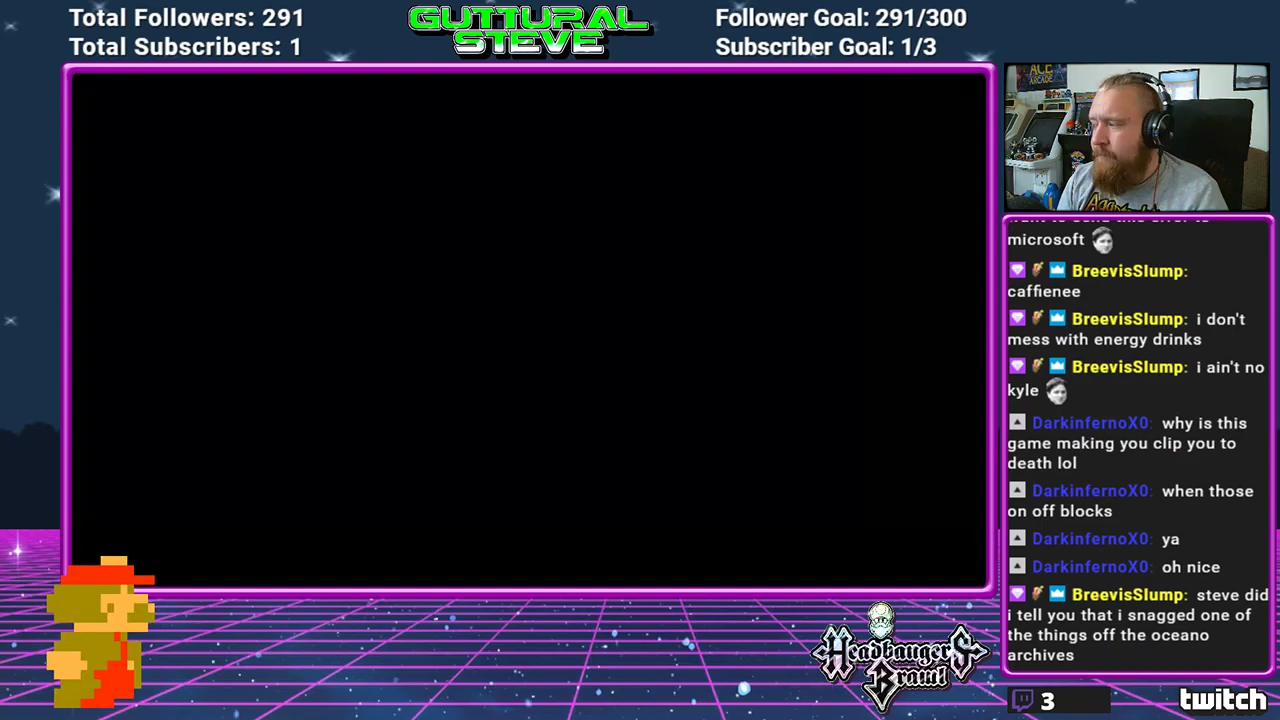 Total Followers: 291
Total Subscribers: 1
GUTTURAL
STEVE
Follower Goal: 291/300
Subscriber Goal: 1/3
ACE
ARCADE
microsoft
BreevisSlump:
caffienee
BreevisSlump: i don't
mess with energy drinks
BreevisSlump: i ain't no
kyle
DarkinfernoX0: why is this
game making you clip you to
death lol
DarkinfernoX0: when those
on off blocks
DarkinfernoX0: ya
DarkinfernoX0: oh nice
BreevisSlump: steve did
i tell you that i snagged one of
the things off the oceano
archives
Headbangers
Brawl
3
twitch